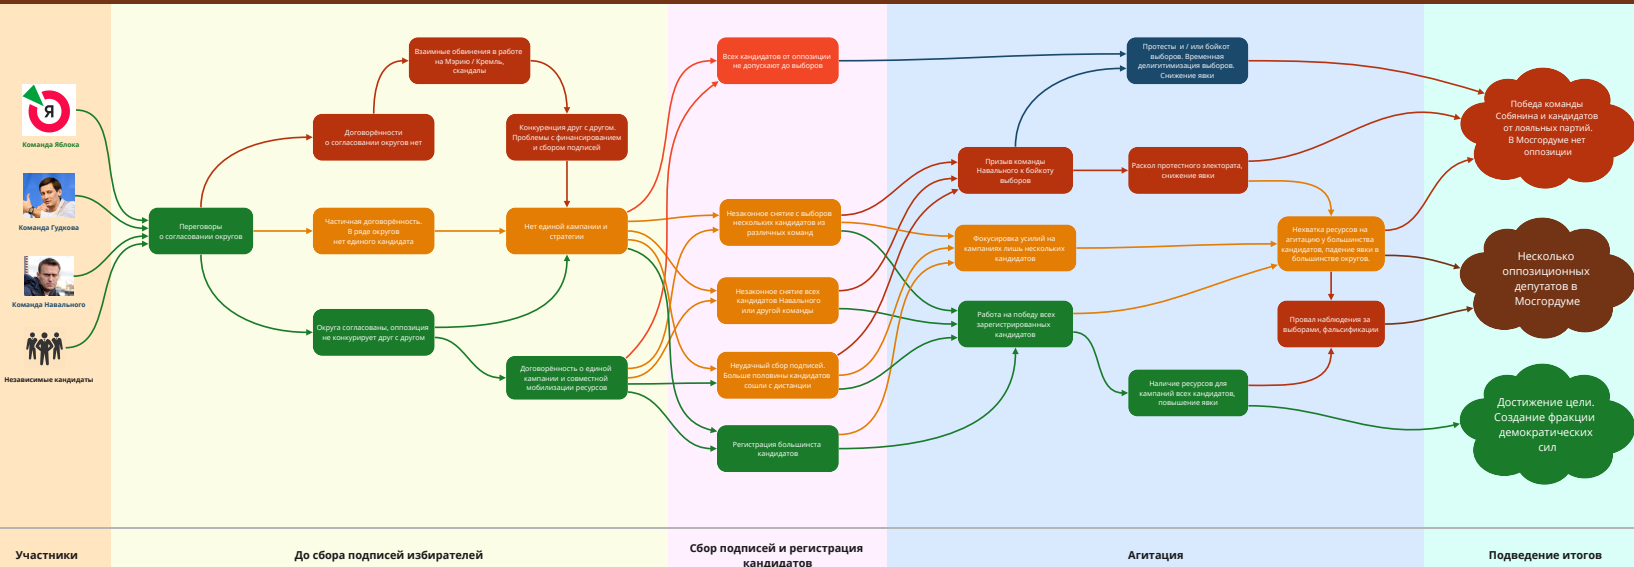 Я
Команда Яблока
Команда Гудкова
Команда Навального
Независимые кандидаты
Переговоры
о согласовании округов
Взаимные обвинения в работе
на Мэрию / Кремль,
скандалы
Договорённости
о согласовании округов нет
Конкуренция друг с другом.
Проблемы с финансированием
и сбором подписей
Частичная договорённость.
В ряде округов
нет единого кандидата
Нет единой кампании и
стратегии
Округа согласованы, оппозиция
не конкурирует друг с другом
Договорённость о единой
кампании и совместной
мобилизации ресурсов
Всех кандидатов от оппозиции
не допускают до выборов
Незаконное снятие с выборов
нескольких кандидатов из
различных команд
Незаконное снятие всех
кандидатов Навального
или другой команды
Неудачный сбор подписей.
Больше половины кандидатов
сошли с дистанции
Регистрация большинста
кандидатов
Протесты и / или бойкот
выборов. Временная
делигитимизация выборов.
Снижение явки
Призыв команды
Навального к бойкоту
выборов
Раскол протестного электората,
снижение явки
Фокусировка усилий на
кампаниях лишь нескольких
кандидатов
Нехватка ресурсов на
агитацию у большинства
кандидатов, падение явки в
большинстве округов.
Работа на победу всех
зарегистрированных
кандидатов
Провал наблюдения за
выборами, фальсификации
Наличие ресурсов для
кампаний всех кандидатов,
повышение явки
Победа команды
Собянина и кандидатов
от лояльных партий.
В Мосгордуме нет
оппозиции
Несколько
оппозиционных
депутатов в
Мосгордуме
Достижение цели.
Создание фракции
демократических
сил
Участники
До сбора подписей избирателей
Сбор подписей и регистрация
кандидатов
Агитация
Подведение итогов